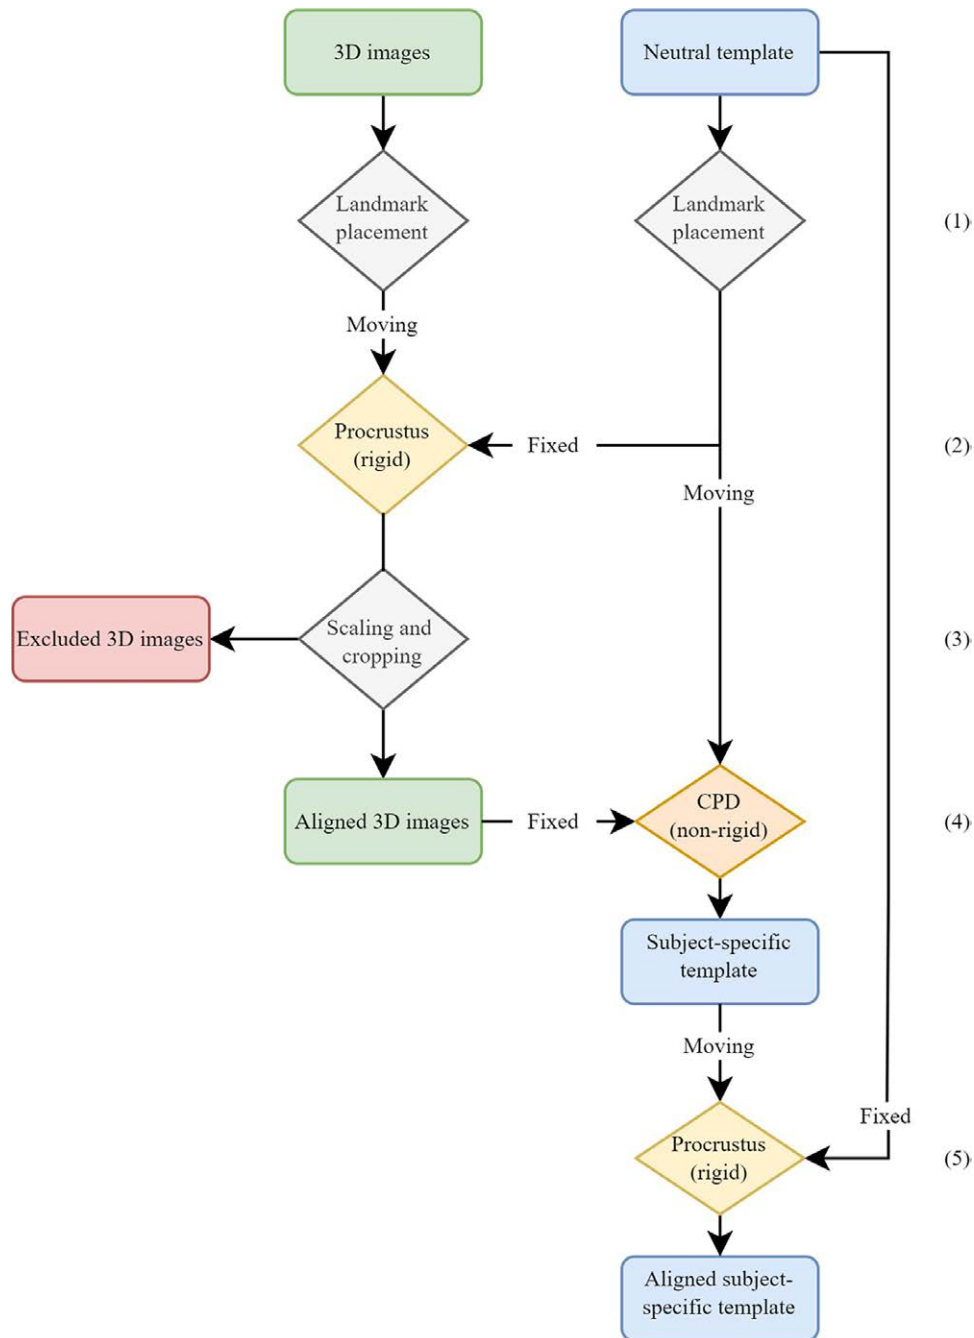 3D images
Neutral template
Landmark
placement
Landmark
placement
(1)
Moving
Procrustus
(rigid)
Fixed
(2)
Moving
Excluded 3D images
Scaling and
cropping
(3)
Aligned 3D images
Fixed
CPD
(non-rigid)
(4)
Subject-specific
template
Moving
Fixed
Procrustus
(rigid)
(5)
Aligned subject-
specific template